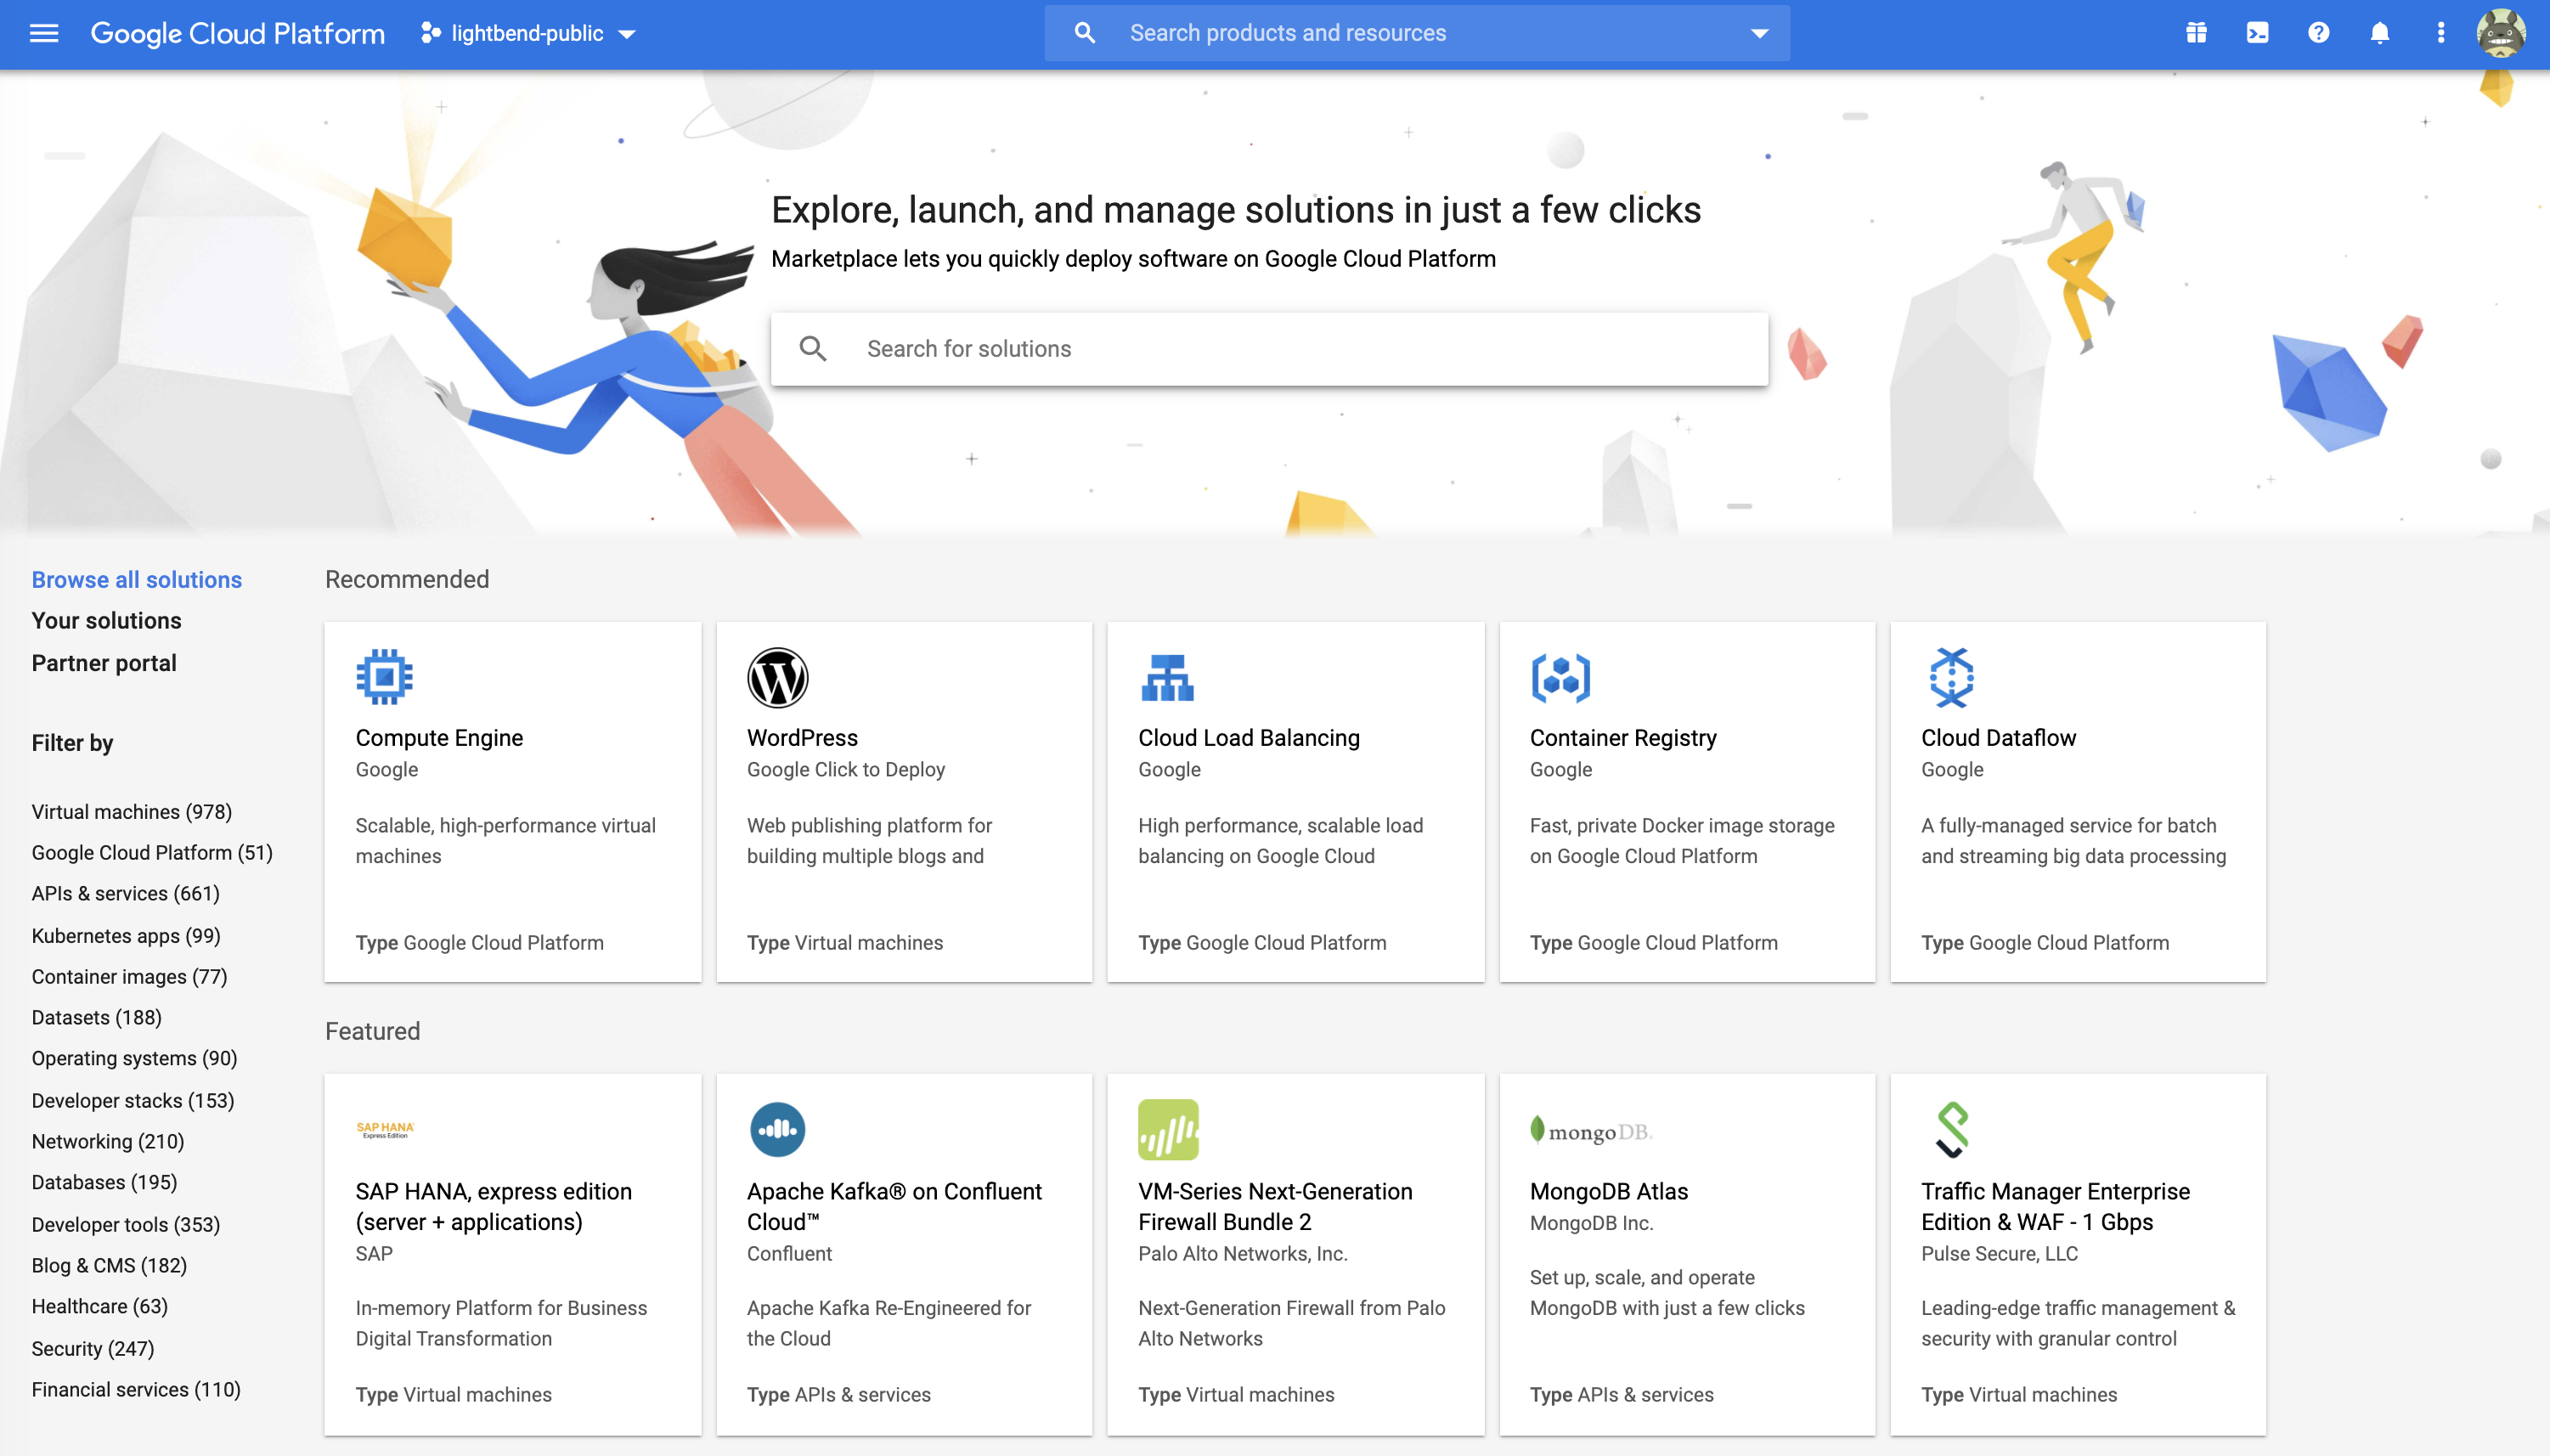 Google Cloud Platform
lightbend-public
Search products and resources
Explore, launch, and manage solutions in just a few clicks
Marketplace lets you quickly deploy software on Google Cloud Platform
Search for solutions
Browse all solutions
Your solutions
Partner portal
Filter by
Virtual machines (978)
Google Cloud Platform (51)
APIs & services (661)
Kubernetes apps (99)
Container images (77)
Datasets (188)
Operating systems (90)
Developer stacks (153)
Networking (210)
Databases (195)
Developer tools (353)
Blog & CMS (182)
Healthcare (63)
Security (247)
Financial services (110)
Recommended
Compute Engine
Google
Scalable, high-performance virtual
machines
Type Google Cloud Platform
WordPress
Google Click to Deploy
Web publishing platform for
building multiple blogs and
Type Virtual machines
Cloud Load Balancing
Google
High performance, scalable load
balancing on Google Cloud
Type Google Cloud Platform
Container Registry
Google
Fast, private Docker image storage
on Google Cloud Platform
Type Google Cloud Platform
Cloud Dataflow
Google
A fully-managed service for batch
and streaming big data processing
Type Google Cloud Platform
Featured
SAP HANA
Express Edition
SAP HANA, express edition
(server + applications)
SAP
In-memory Platform for Business
Digital Transformation
Type Virtual machines
Apache Kafka® on Confluent
Cloud™
Confluent
Apache Kafka Re-Engineered for
the Cloud
Type APIs & services
VM-Series Next-Generation
Firewall Bundle 2
Palo Alto Networks, Inc.
Next-Generation Firewall from Palo
Alto Networks
Type Virtual machines
mongoDB.
MongoDB Atlas
MongoDB Inc.
Set up, scale, and operate
MongoDB with just a few clicks
Type APIs & services
Traffic Manager Enterprise
Edition & WAF - 1 Gbps
Pulse Secure, LLC
Leading-edge traffic management &
security with granular control
Type Virtual machines